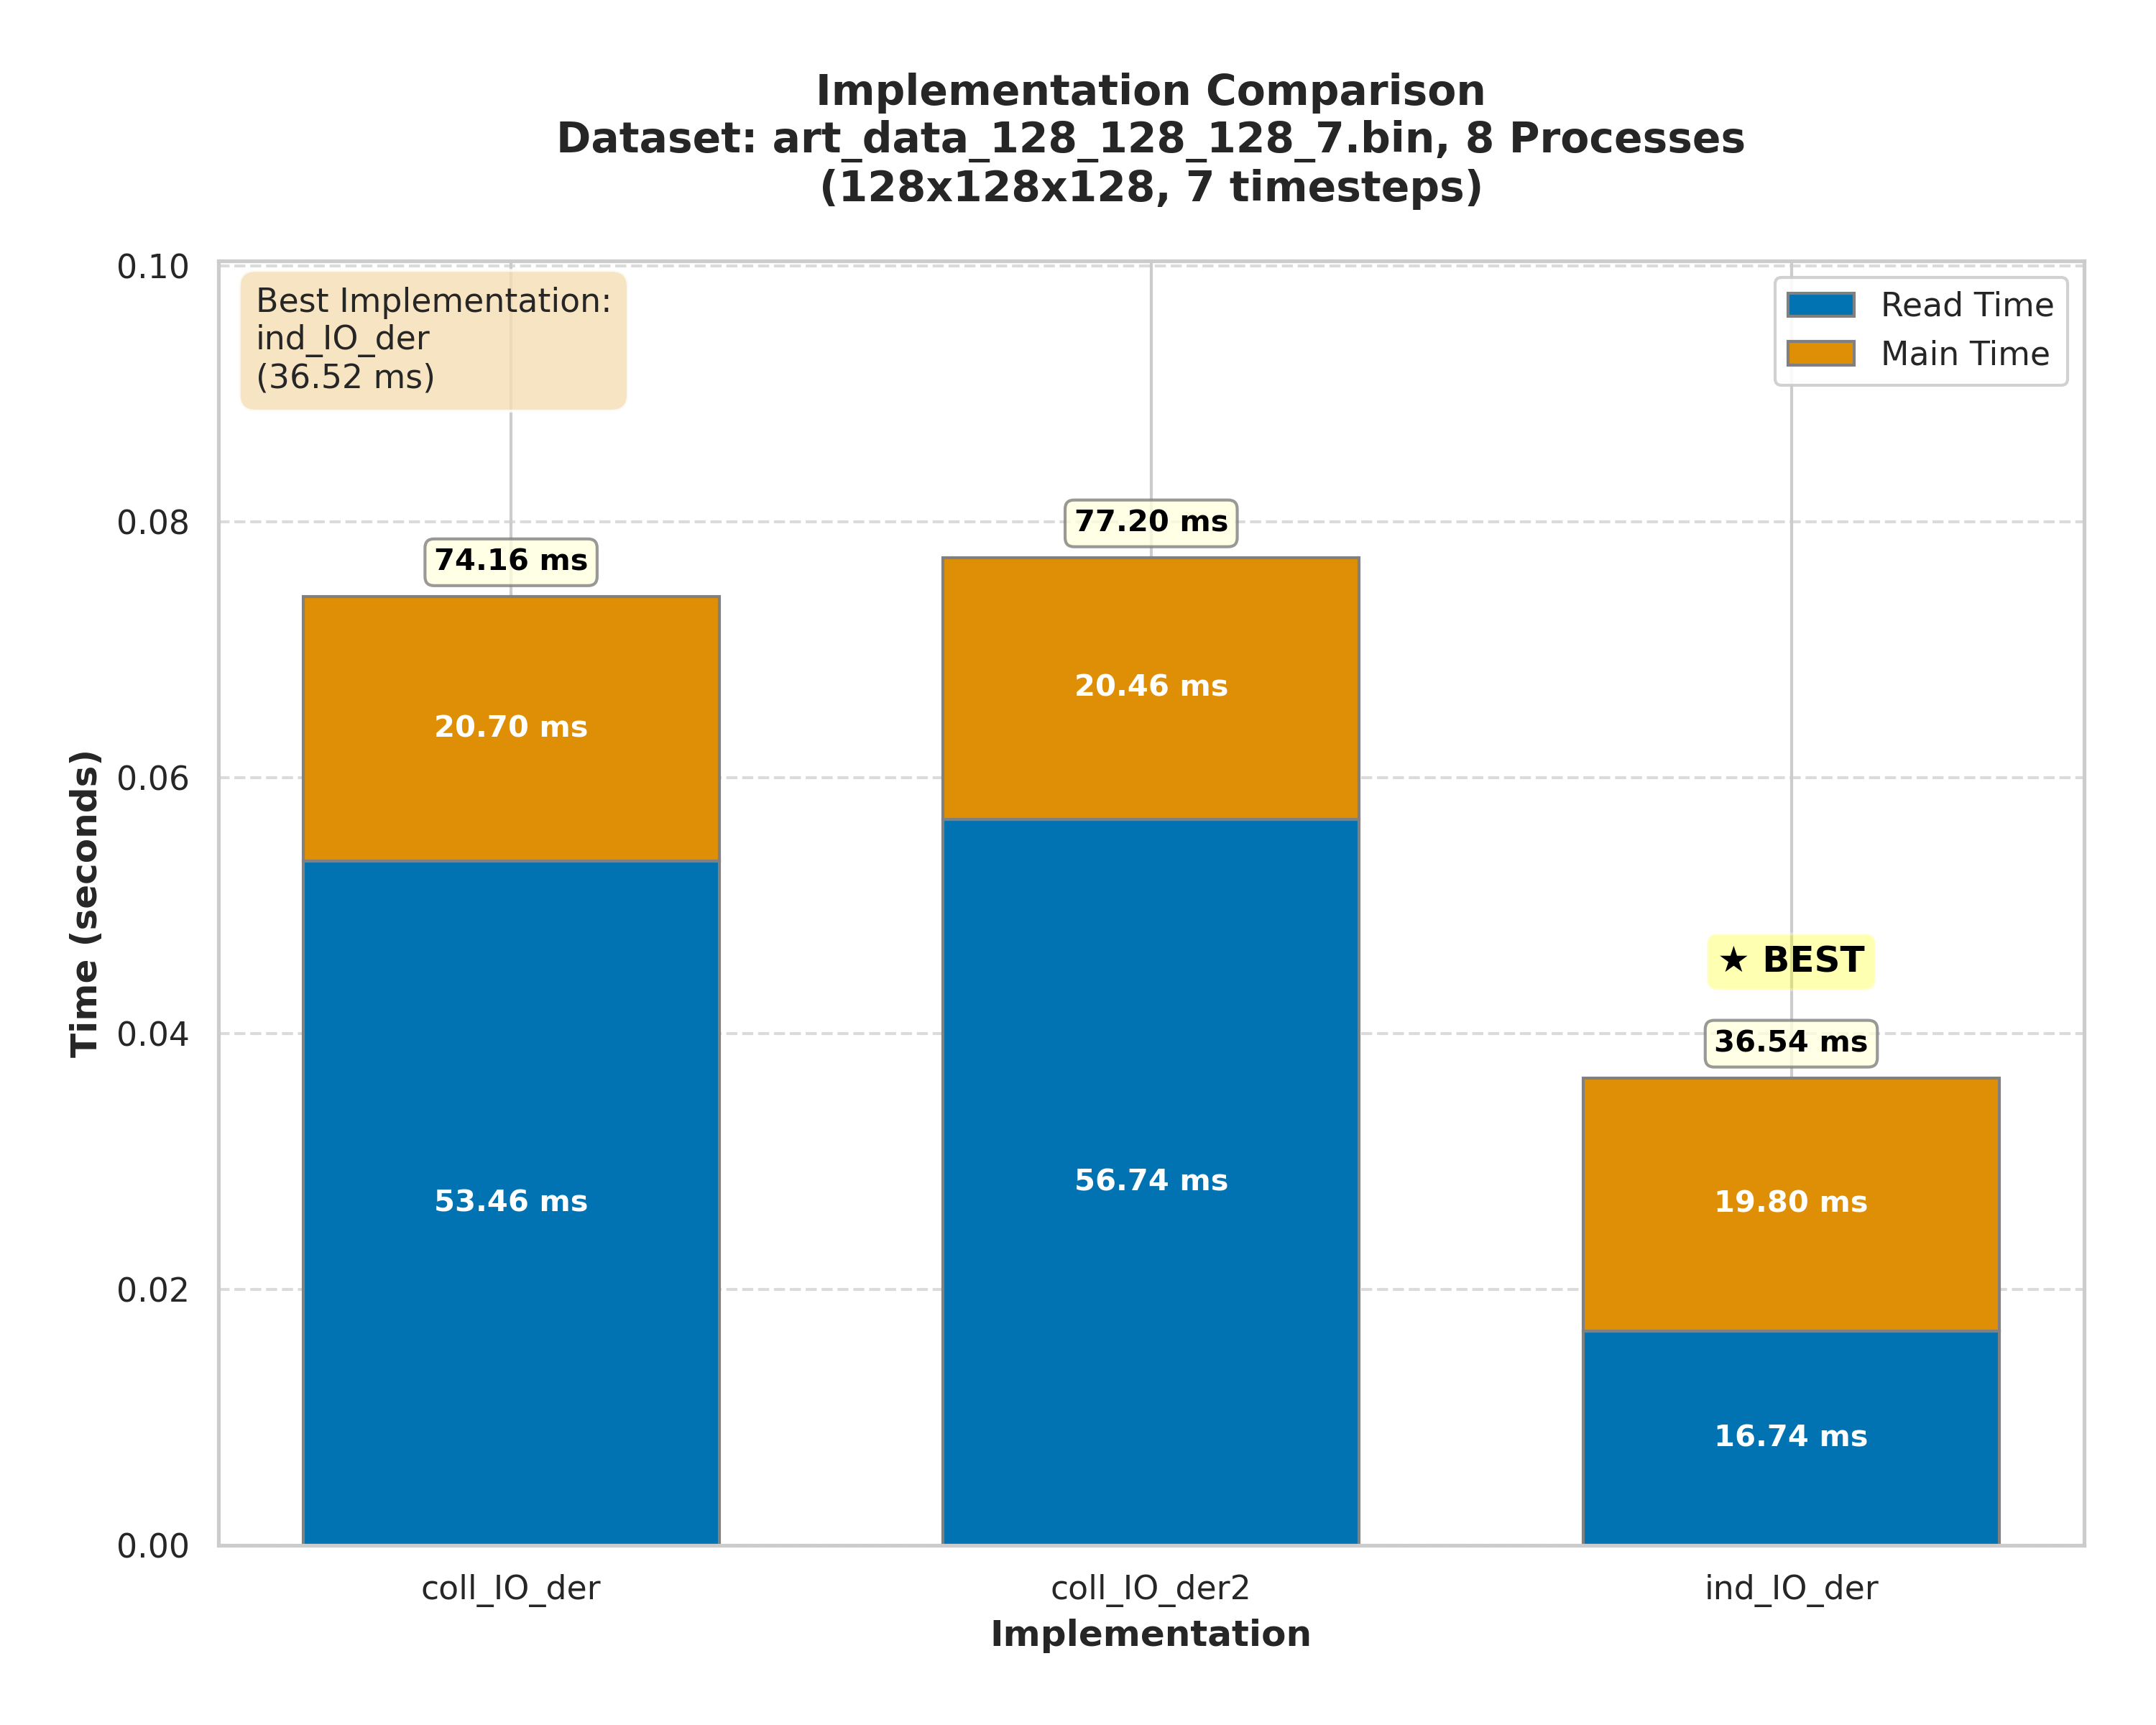 Implementation Comparison
Dataset: art_data_128_128_128_7.bin, 8 Processes
(128x128x128, 7 timesteps)
0.10
0.08
0.06
0.04
0.02
0.00
Time (seconds)
Best Implementation:
ind_IO_der
(36.52 ms)
Read Time
Main Time
74.16 ms
20.70 ms
53.46 ms
77.20 ms
20.46 ms
56.74 ms
★ BEST
36.54 ms
19.80 ms
16.74 ms
coll_IO_der
coll_IO_der2
ind_IO_der
Implementation